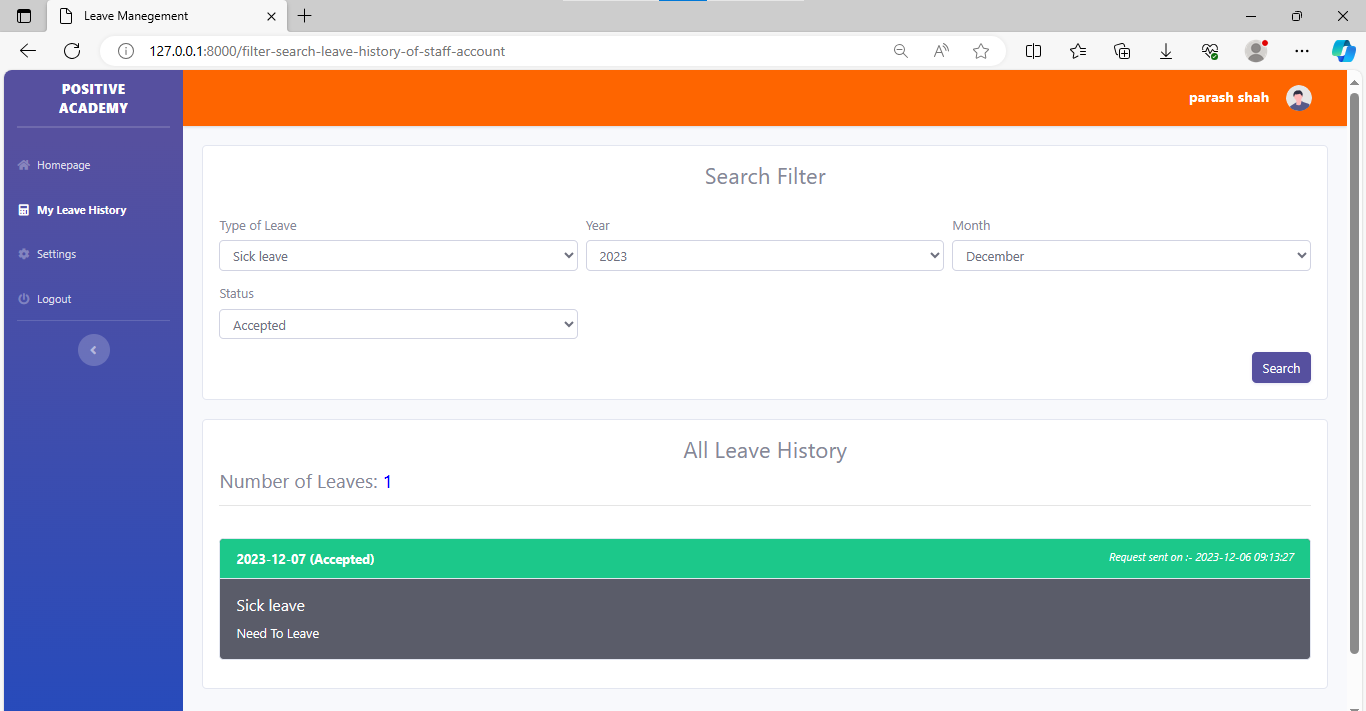 Leave Manegement
127.0.0.1:8000/filter-search-leave-history-of-staff-account
POSITIVE
ACADEMY
parash shah
Homepage
My Leave History
Settings
Logout
Search Filter
Type of Leave
Year
Month
Sick leave
2023
December
Status
Accepted
Search
All Leave History
Number of Leaves: 1
2023-12-07 (Accepted)
Request sent on :- 2023-12-06 09:13:27
Sick leave
Need To Leave